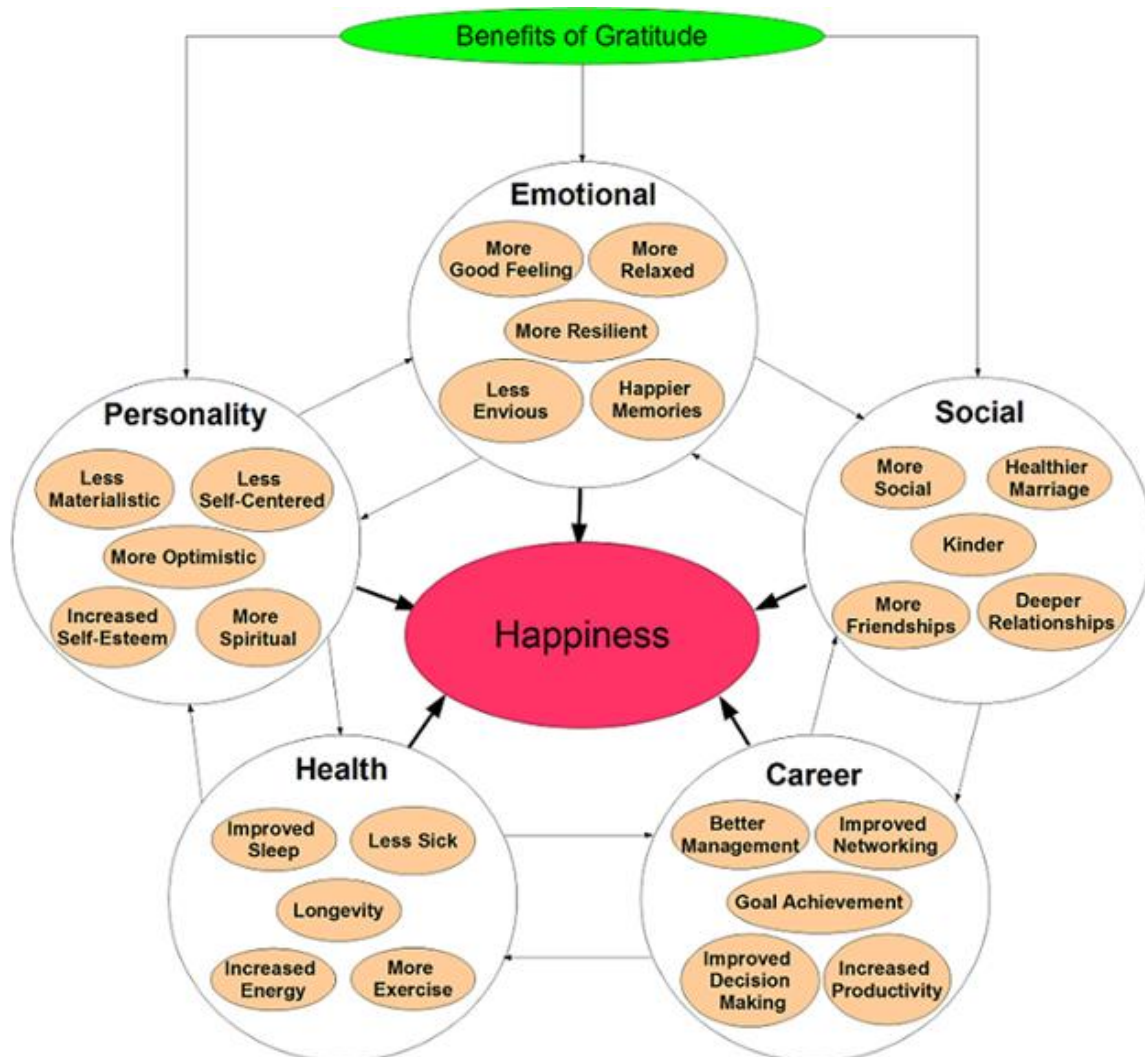 Benefits of Gratitude
Emotional
More
Good Feeling
More
Relaxed
More Resilient
Less
Envious
Happier
Memories
Personality
Less
Materialistic
Less
Self-Centered
More Optimistic
Increased
Self-Esteem
More
Spiritual
Social
More
Social
Healthier
Marriage
Kinder
More
Friendships
Deeper
Relationships
Happiness
Health
Improved
Sleep
Less Sick
Longevity
Increased
Energy
More
Exercise
Career
Better
Management
Improved
Networking
Goal Achievement
Improved
Decision
Making
Increased
Productivity